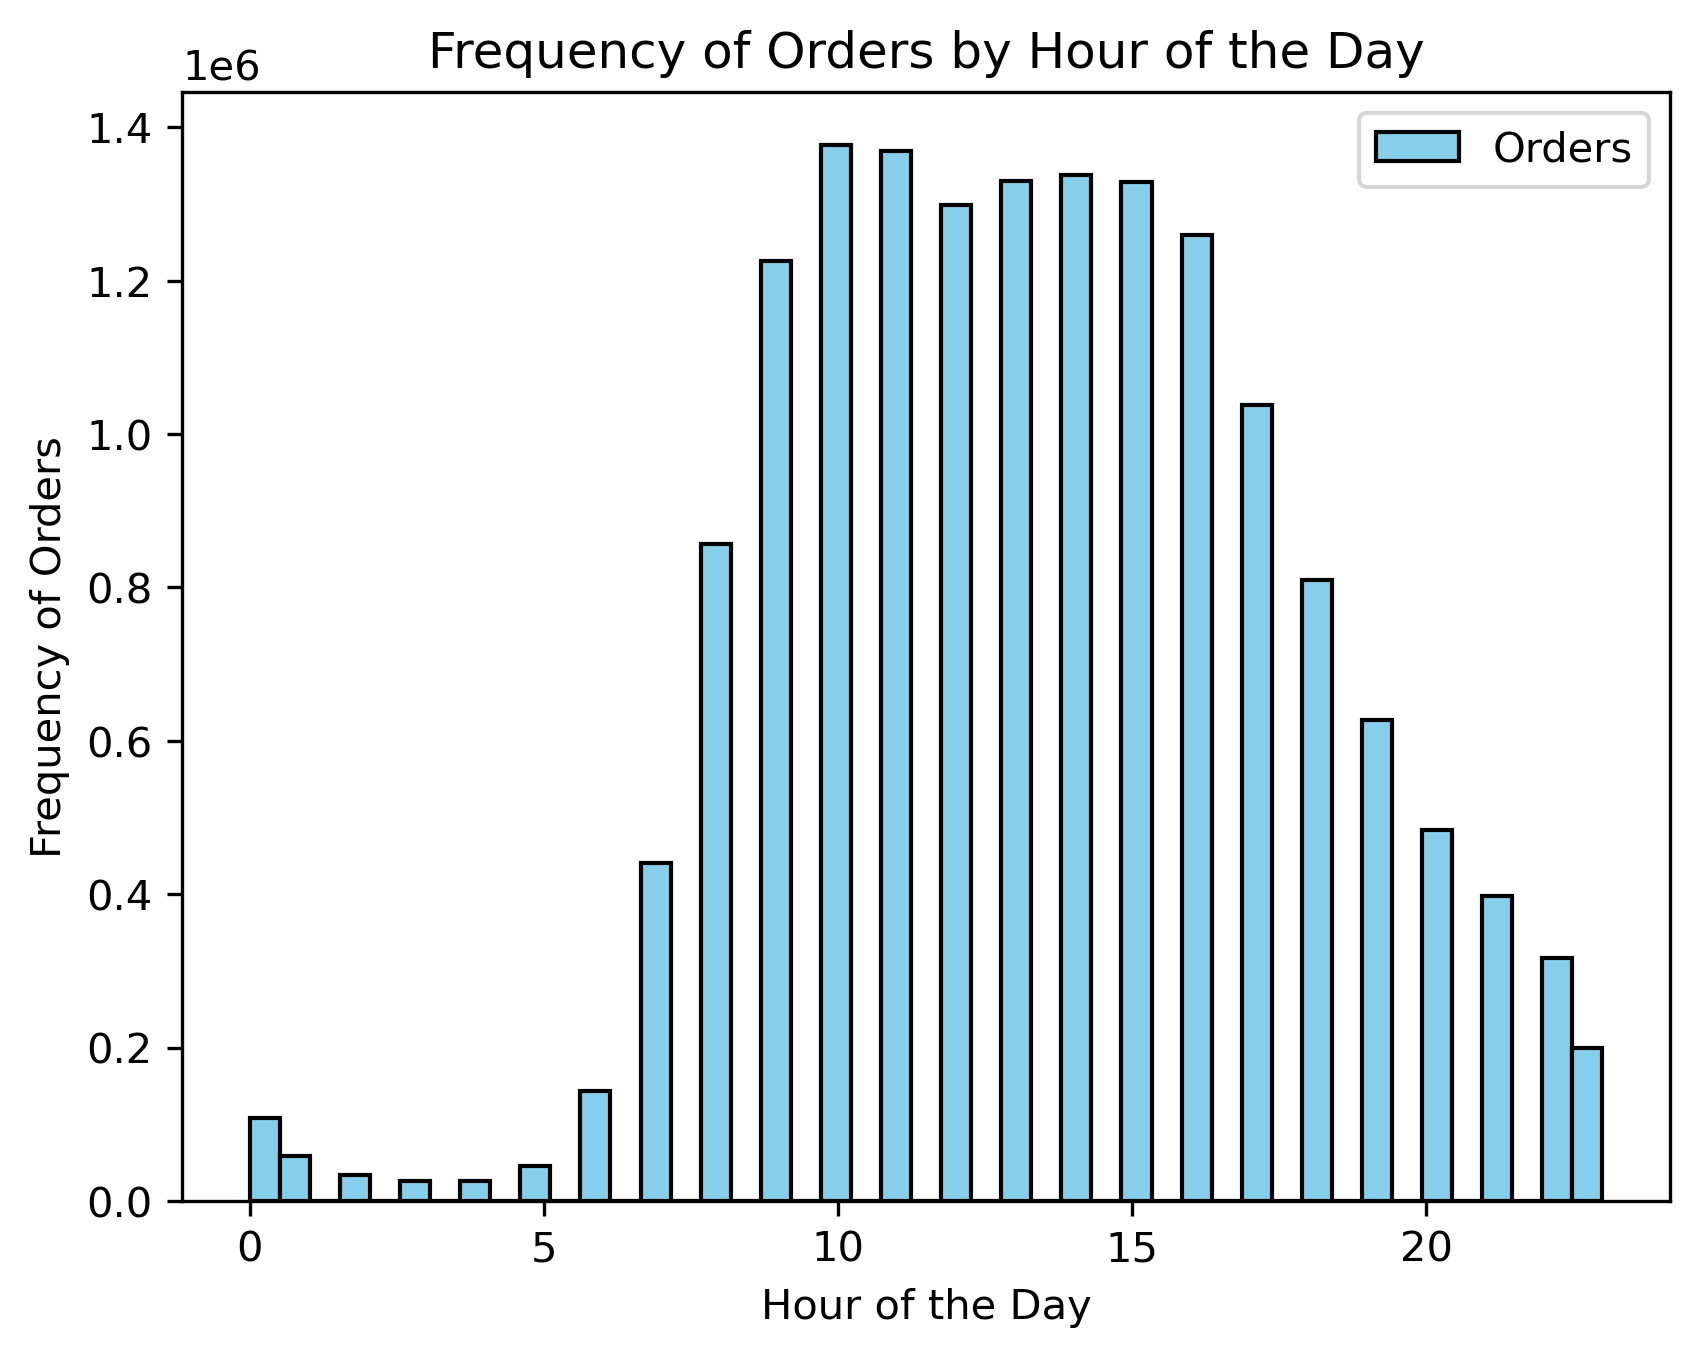 Frequency of Orders by Hour of the Day
1e6
Orders
1.4
1.2
1.0
0.8
0.6
0.4
0.2
0.0
Frequency of Orders
0 5 10 15 20
Hour of the Day